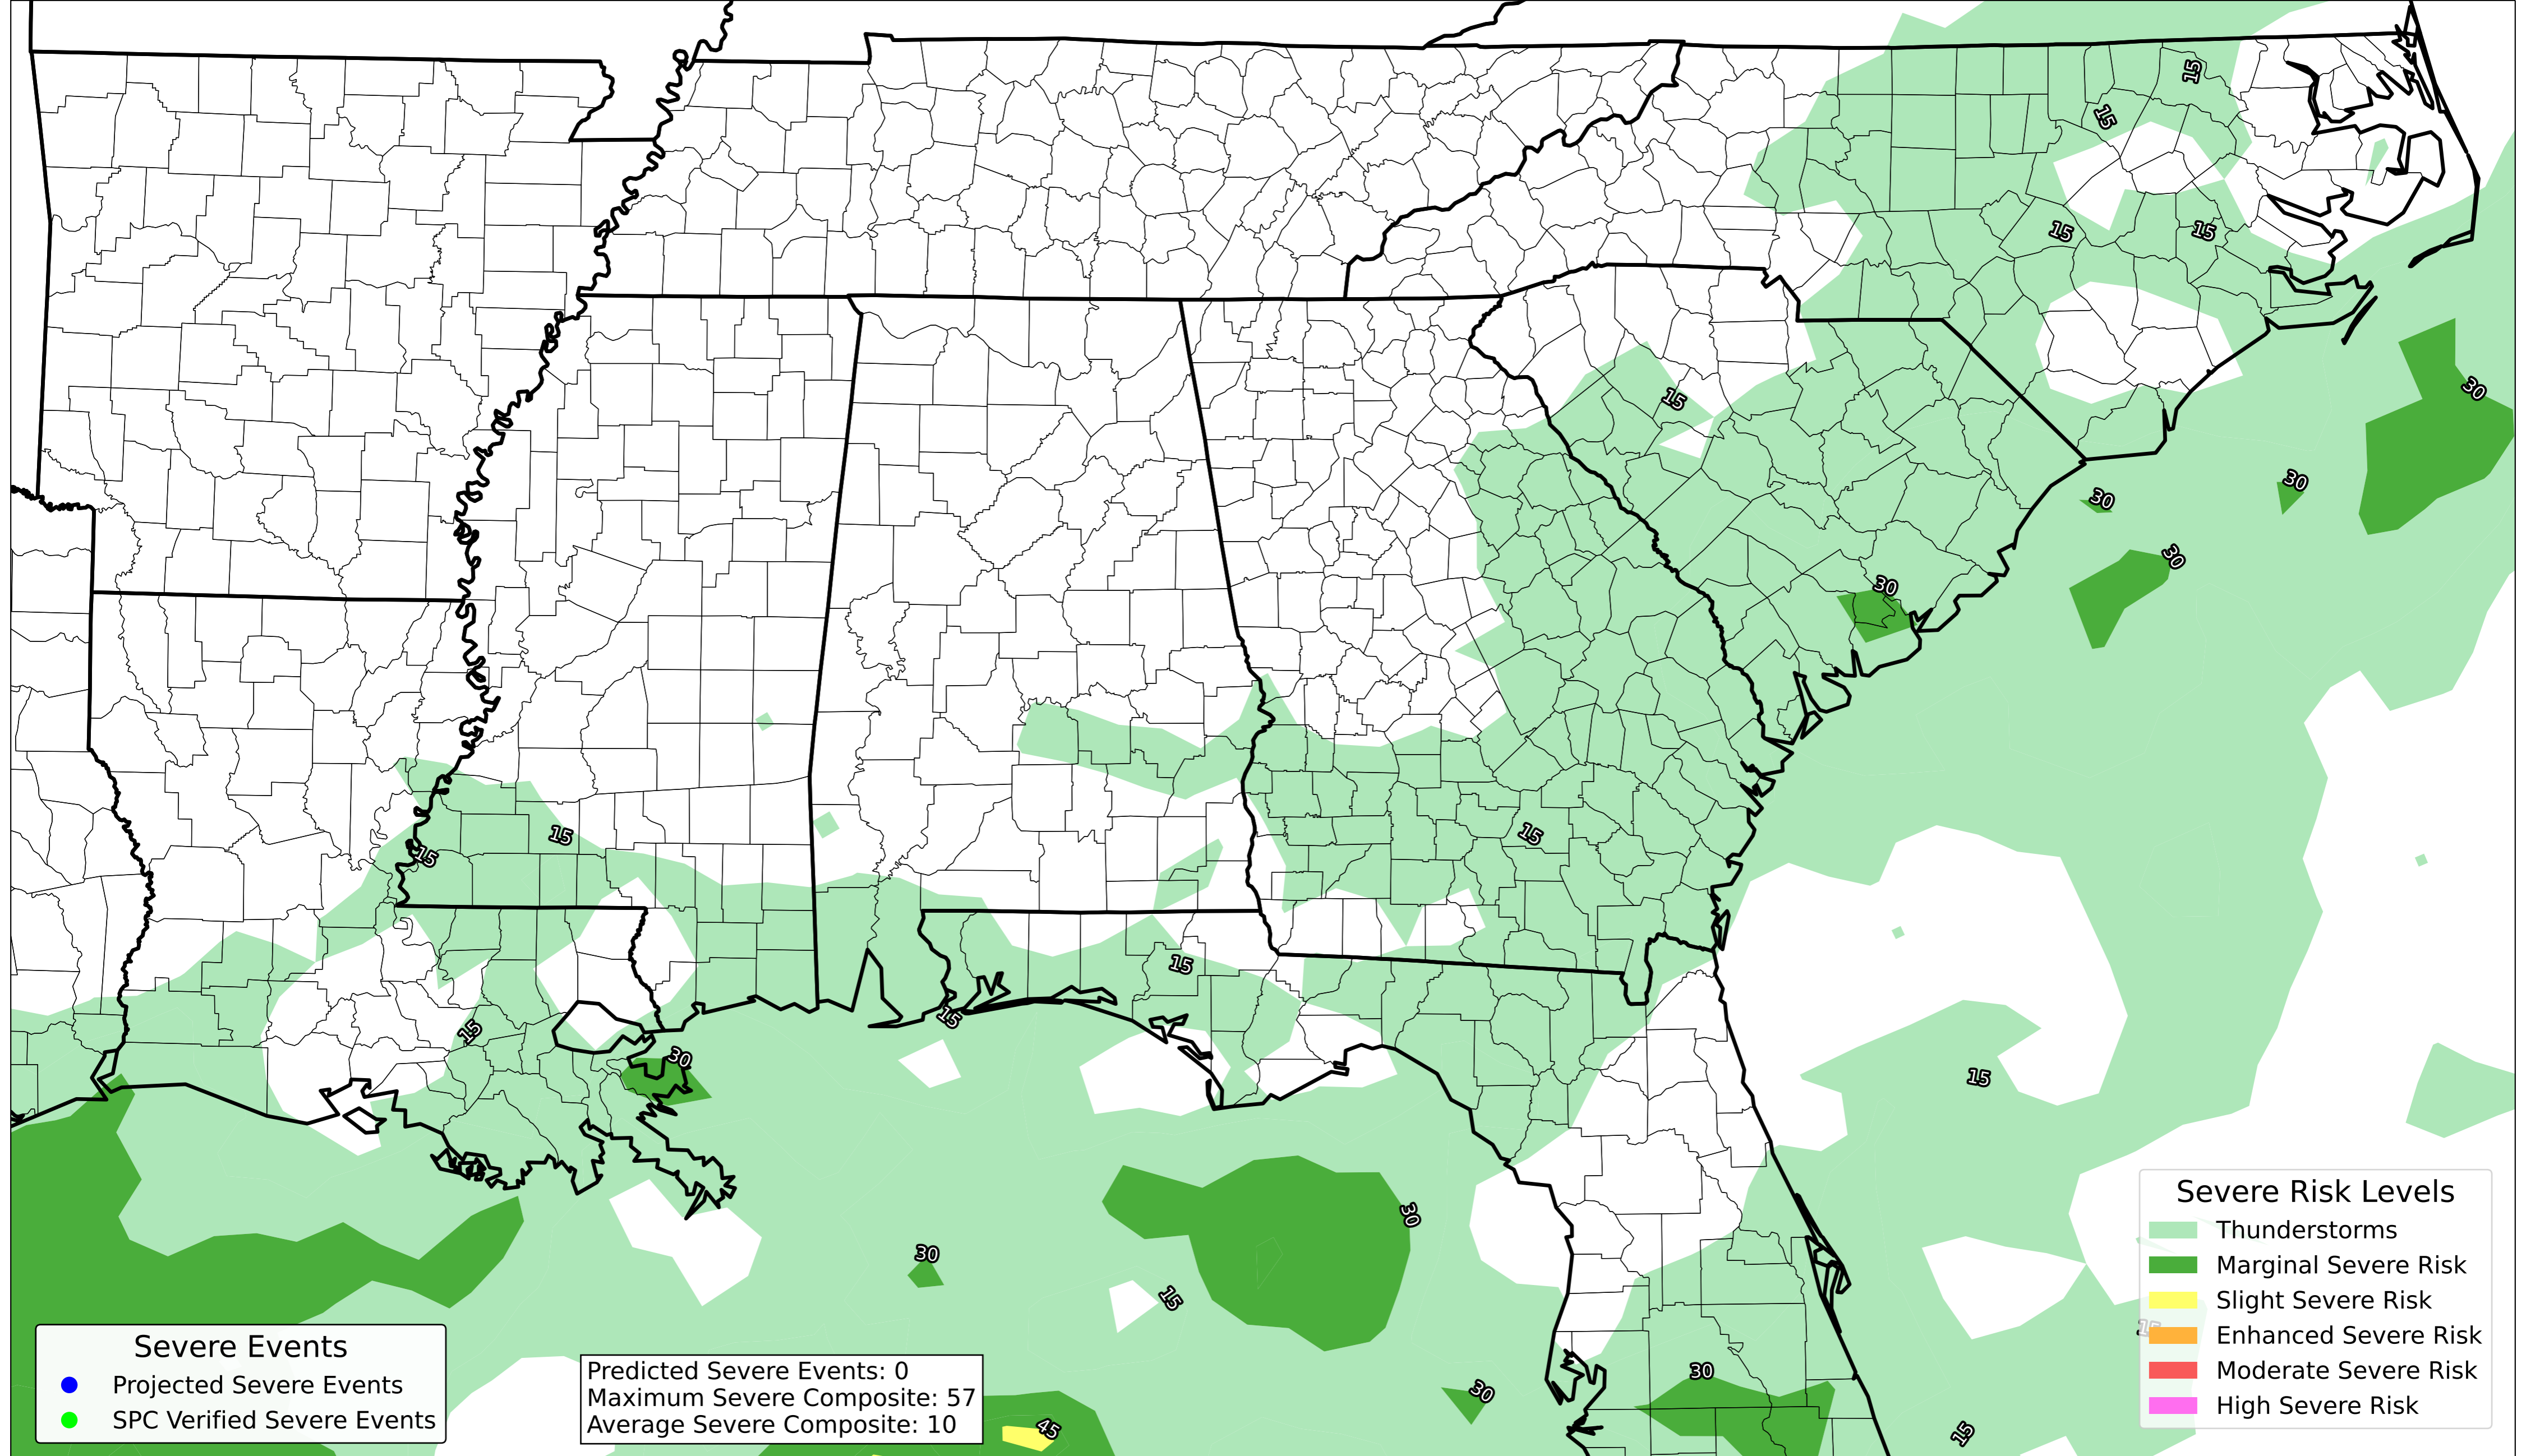 15
15
15
15
30
15
30
30
30
30
15
15
15
15
15
15
30
15
30
30
15
30
30
15
45
15
15
Severe Risk Levels
Thunderstorms
Marginal Severe Risk
Slight Severe Risk
Enhanced Severe Risk
Moderate Severe Risk
High Severe Risk
Severe Events
Projected Severe Events
SPC Verified Severe Events
Predicted Severe Events: 0
Maximum Severe Composite: 57
Average Severe Composite: 10